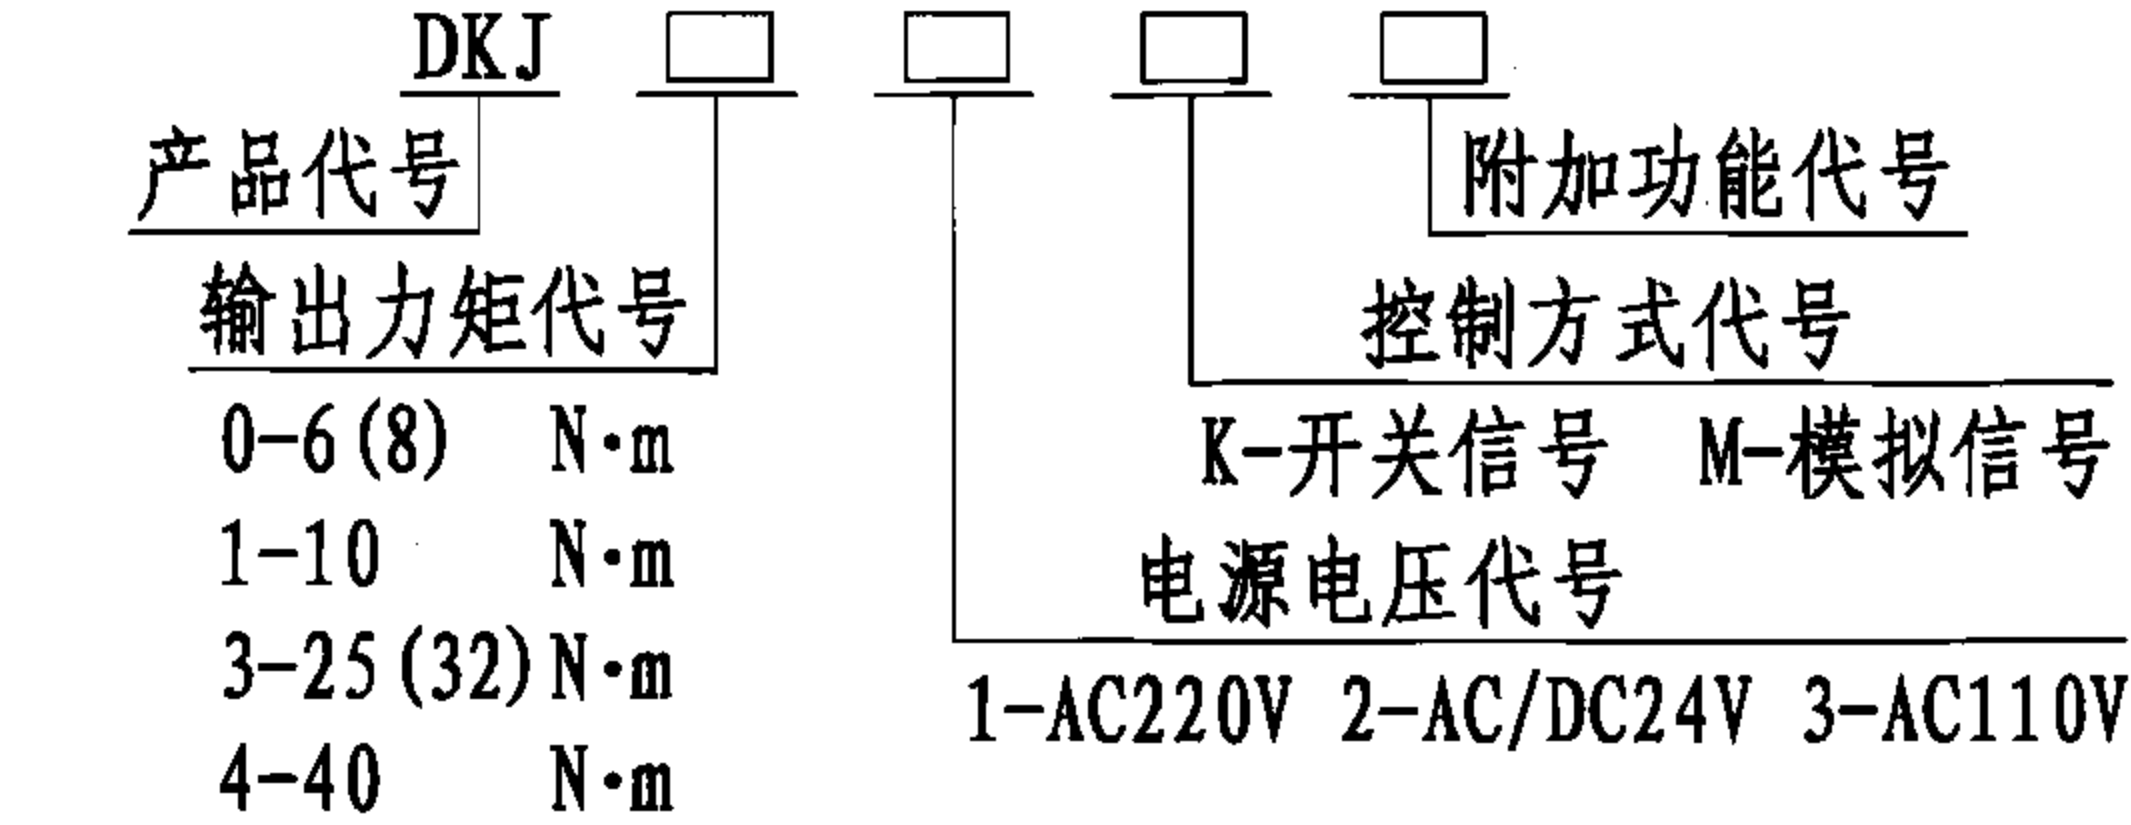 DKJ □ □ □ □
产品代号
附加功能代号
输出力矩代号
控制方式代号
0-6(8) N·m
K-开关信号 M-模拟信号
1-10 N·m
电源电压代号
3-25(32)N·m
1-AC220V 2-AC/DC24V 3-AC110V
4-40 N·m